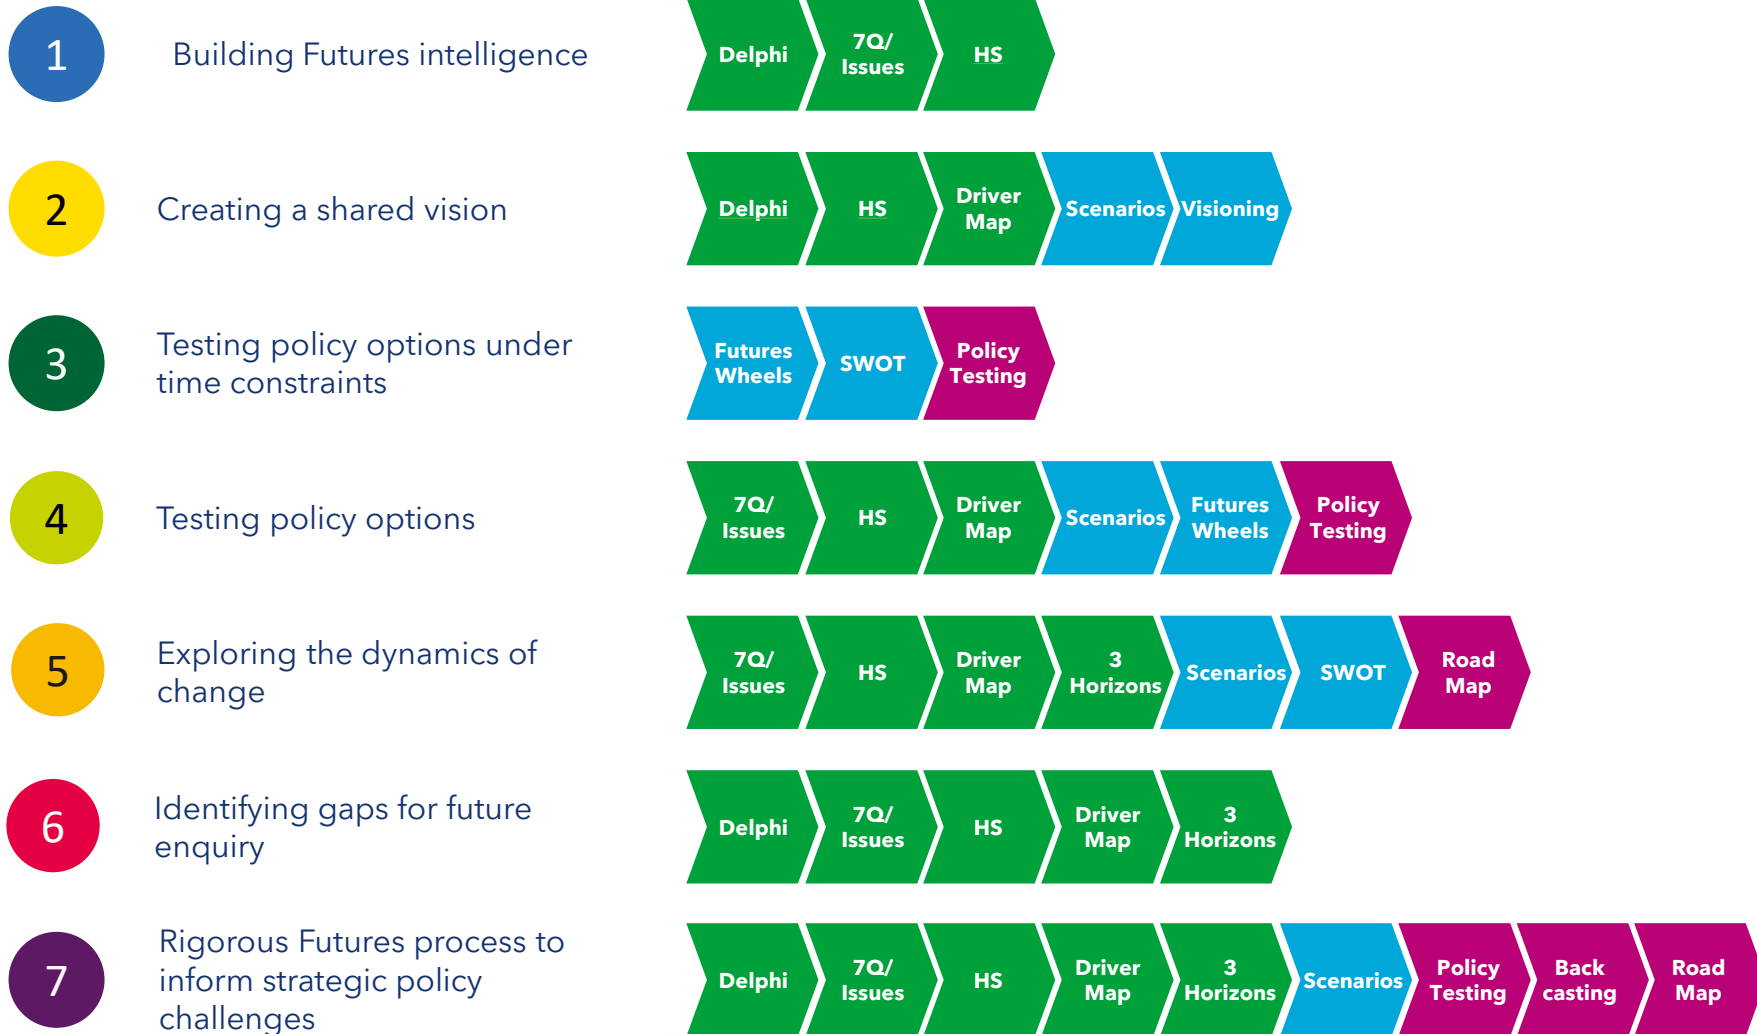 1
Building Futures intelligence
Delphi
7Q/
Issues
HS
2
Creating a shared vision
Delphi
HS
Driver
Map
Scenarios
Visioning
3
Testing policy options under
time constraints
Futures
Wheels
SWOT
Policy
Testing
4
Testing policy options
7Q/
Issues
HS
Driver
Map
Scenarios
Futures
Wheels
Policy
Testing
5
Exploring the dynamics of
change
7Q/
Issues
HS
Driver
Map
3
Horizons
Scenarios
SWOT
Road
Map
6
Identifying gaps for future
enquiry
Delphi
7Q/
Issues
HS
Driver
Map
3
Horizons
7
Rigorous Futures process to
inform strategic policy
challenges
Delphi
7Q/
Issues
HS
Driver
Map
3
Horizons
Scenarios
Policy
Testing
Back
casting
Road
Map